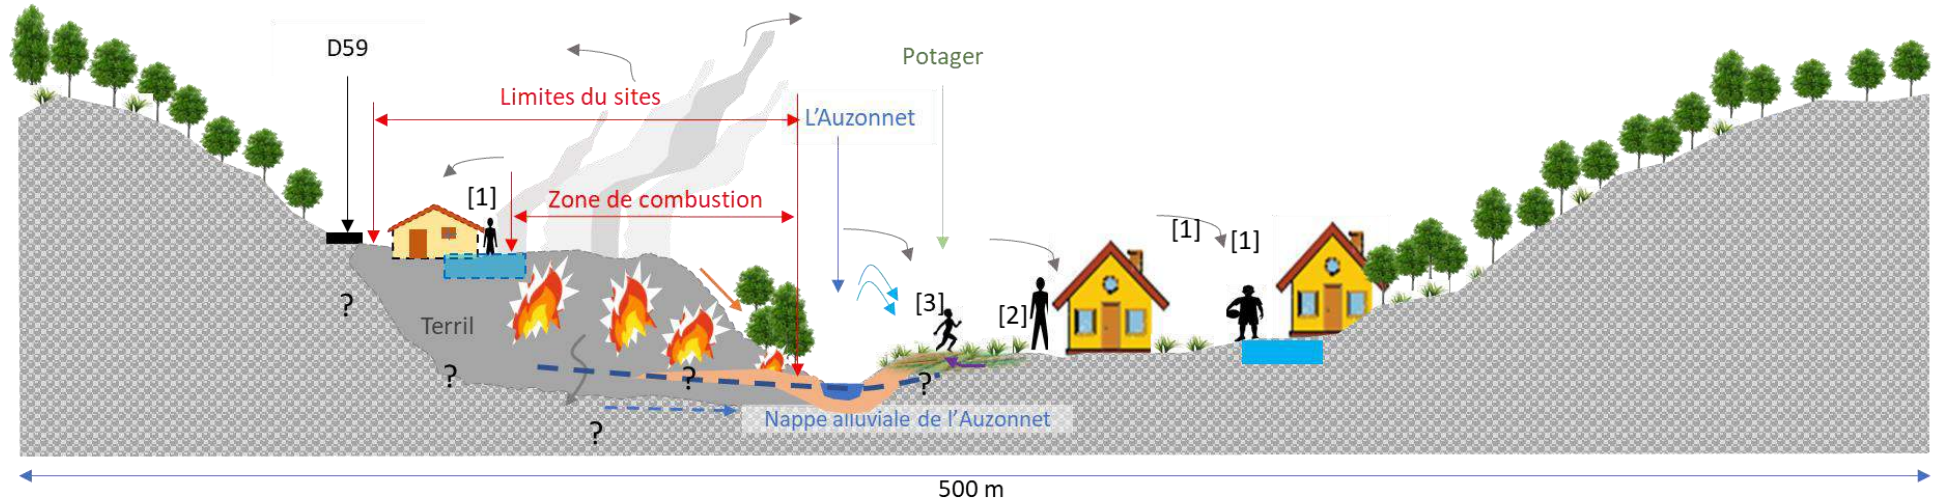 D59
Potager
Limites du sites
L'Auzonnet
[1]
Zone de combustion
[1]
[1]
?
Terril
[3]
[2]
?
?
?
?
Nappe alluviale de l'Auzonnet
500 m